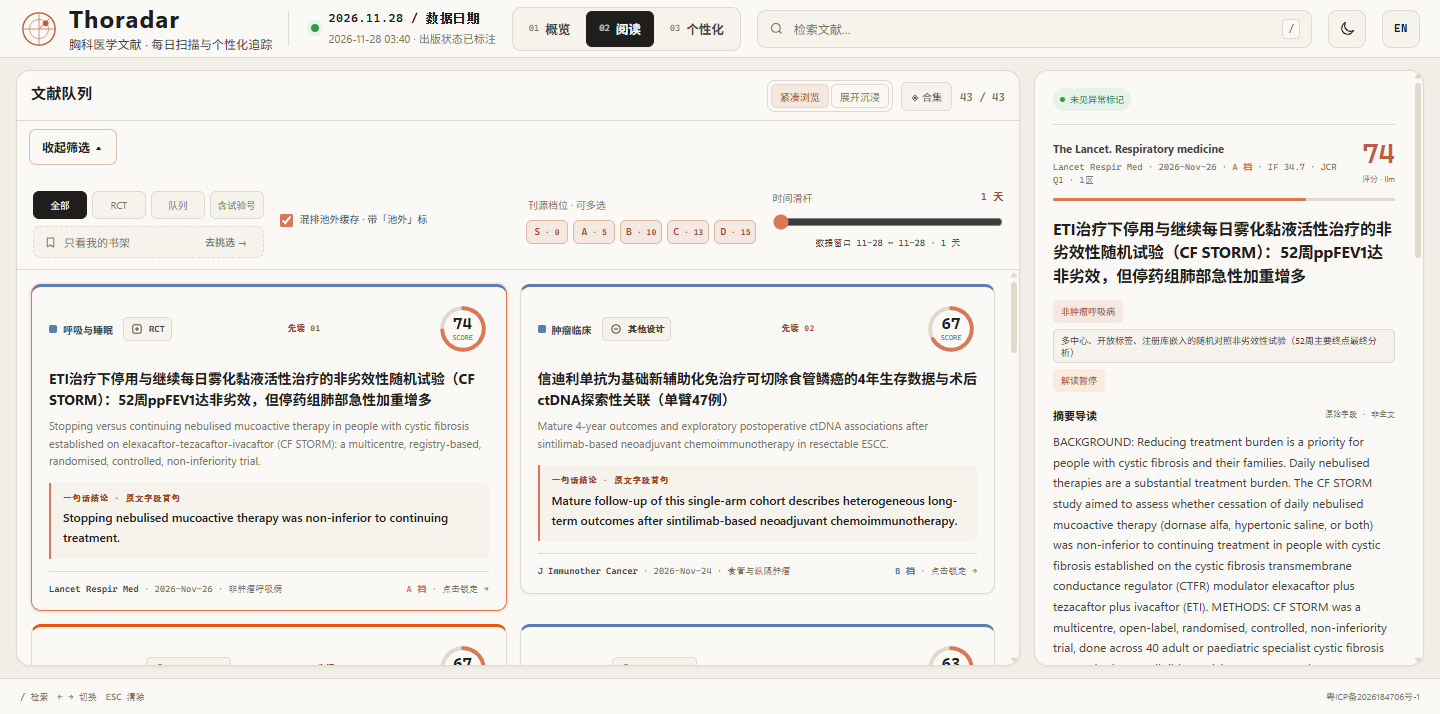 Thoradar
胸科医学文献 · 每日扫描与个性化追踪
2026.11.28 / 数据日期
2026-11-28 03:40 · 出版状态已标注
01 概览
02 阅读
03 个性化
检索文献...
/
EN
文献队列
紧凑浏览
展开沉浸
◈ 合集
43 / 43
收起筛选 ▲
全部
RCT
队列
含试验号
只看我的书架
去挑选 →
混排池外缓存 · 带「池外」标
刊源档位 · 可多选
S · 0
A · 5
B · 10
C · 13
D · 15
时间滑杆
1 天
数据窗口 11-28 ~ 11-28 · 1 天
呼吸与睡眠
RCT
先读 01
74
SCORE
ETI治疗下停用与继续每日雾化黏液活性治疗的非劣效性随机试验（CF
STORM）：52周ppFEV1达非劣效，但停药组肺部急性加重增多
Stopping versus continuing nebulised mucoactive therapy in people with cystic fibrosis
established on elexacaftor-tezacaftor-ivacaftor (CF STORM): a multicentre, registry-based,
randomised, controlled, non-inferiority trial.
一句话结论 · 原文字段首句
Stopping nebulised mucoactive therapy was non-inferior to continuing
treatment.
Lancet Respir Med · 2026-Nov-26 · 非肿瘤呼吸病
A 档 · 点击锁定 →
肿瘤临床
其他设计
先读 02
67
SCORE
信迪利单抗为基础新辅助化免治疗可切除食管鳞癌的4年生存数据与术后
ctDNA探索性关联（单臂47例）
Mature 4-year outcomes and exploratory postoperative ctDNA associations after
sintilimab-based neoadjuvant chemoimmunotherapy in resectable ESCC.
一句话结论 · 原文字段首句
Mature follow-up of this single-arm cohort describes heterogeneous long-
term outcomes after sintilimab-based neoadjuvant chemoimmunotherapy.
J Immunother Cancer · 2026-Nov-24 · 食管与纵隔肿瘤
B 档 · 点击锁定 →
67
63
未见异常标记
The Lancet. Respiratory medicine
Lancet Respir Med · 2026-Nov-26 · A 档 · IF 34.7 · JCR
Q1 · 1区
74
评分 · llm
ETI治疗下停用与继续每日雾化黏液活性治疗的非
劣效性随机试验（CF STORM）：52周ppFEV1达
非劣效，但停药组肺部急性加重增多
非肿瘤呼吸病
多中心、开放标签、注册库嵌入的随机对照非劣效性试验（52周主要终点最终分
析）
解读暂停
摘要导读
原始字段 · 非全文
BACKGROUND: Reducing treatment burden is a priority for
people with cystic fibrosis and their families. Daily nebulised
therapies are a substantial treatment burden. The CF STORM
study aimed to assess whether cessation of daily nebulised
mucoactive therapy (dornase alfa, hypertonic saline, or both)
was non-inferior to continuing treatment in people with cystic
fibrosis established on the cystic fibrosis transmembrane
conductance regulator (CFTR) modulator elexacaftor plus
tezacaftor plus ivacaftor (ETI). METHODS: CF STORM was a
multicentre, open-label, randomised, controlled, non-inferiority
trial, done across 40 adult or paediatric specialist cystic fibrosis
/ 检索 ← → 切换 ESC 清除
粤ICP备2026184706号-1